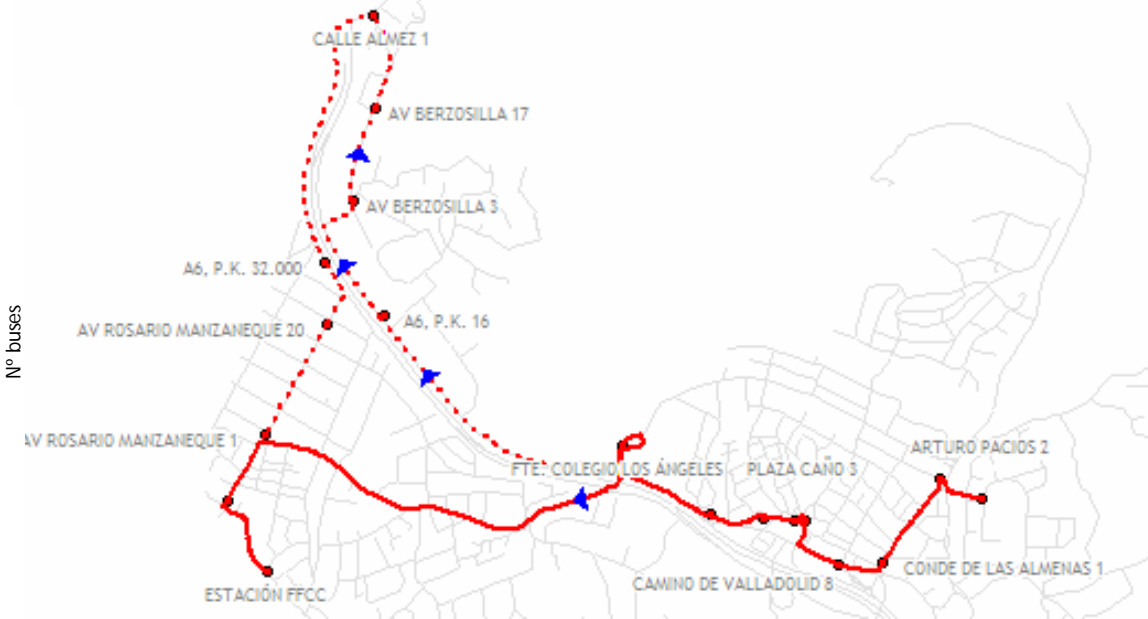 CALLE ALMEZ 1
AV BERZOSILLA 17
AV BERZOSILLA 3
A6, P.K. 32.000
A6, P.K. 16
AV ROSARIO MANZANEQUE 20
Nº buses
AV ROSARIO MANZANEQUE 1
FTE. COLEGIO LOS ÁNGELES
PLAZA CAÑO 3
ARTURO PACIOS 2
CONDE DE LAS ALMENAS 1
CAMINO DE VALLADOLID 8
ESTACIÓN FFCC